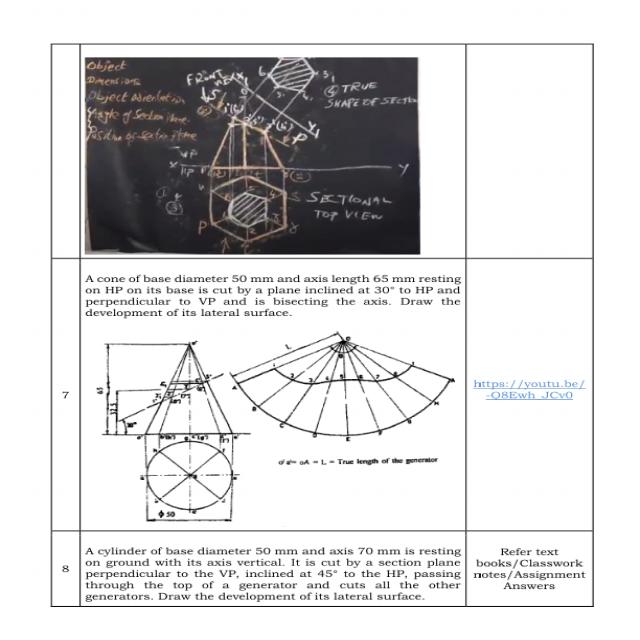 Object
Dimensions
Object orientation
Angle of Section Plane
Position of Section Plane
FRONT
④ TRUE
SHAPE OF SECTION
X
VP
HP
Y
SECTIONAL
TOP VIEW
7
A cone of base diameter 50 mm and axis length 65 mm resting
on HP on its base is cut by a plane inclined at 30° to HP and
perpendicular to VP and is bisecting the axis. Draw the
development of its lateral surface.
65
32.5
30°
ϕ 50
L
o' a' = oA = L = True length of the generator
https://youtu.be/
-Q8Ewh_JCv0
8
A cylinder of base diameter 50 mm and axis 70 mm is resting
on ground with its axis vertical. It is cut by a section plane
perpendicular to the VP, inclined at 45° to the HP, passing
through the top of a generator and cuts all the other
generators. Draw the development of its lateral surface.
Refer text
books/Classwork
notes/Assignment
Answers